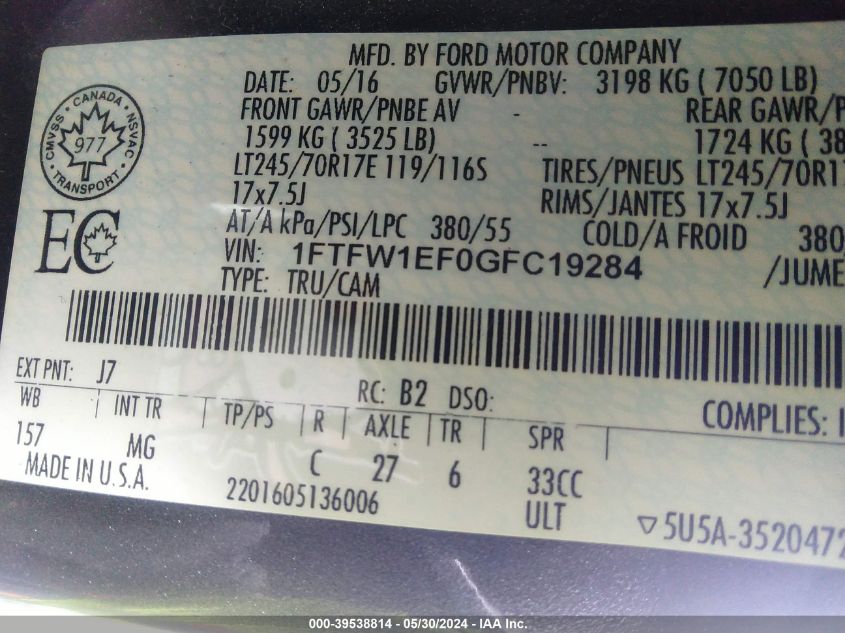 MFD. BY FORD MOTOR COMPANY
DATE: 05/16 GVWR/PNBV: 3198 KG ( 7050 LB)
FRONT GAWR/PNBE AV - REAR GAWR/P
1599 KG ( 3525 LB) -- 1724 KG ( 38
LT245/70R17E 119/116S TIRES/PNEUS LT245/70R17
17x7.5J RIMS/JANTES 17x7.5J
AT/A kPa/PSI/LPC 380/55 COLD/A FROID 380
VIN: 1FTFW1EF0GFC19284 /JUME
TYPE: TRU/CAM
CMVSS CANADA NSVAC
977
TRANSPORT
EC
EXT PNT: J7 RC: B2 DSO:
WB INT TR TP/PS R AXLE TR SPR COMPLIES:
157 MG C 27 6 33CC
MADE IN U.S.A. 2201605136006 ULT ▽5U5A-3520472
000-39538814 - 05/30/2024 - IAA Inc.